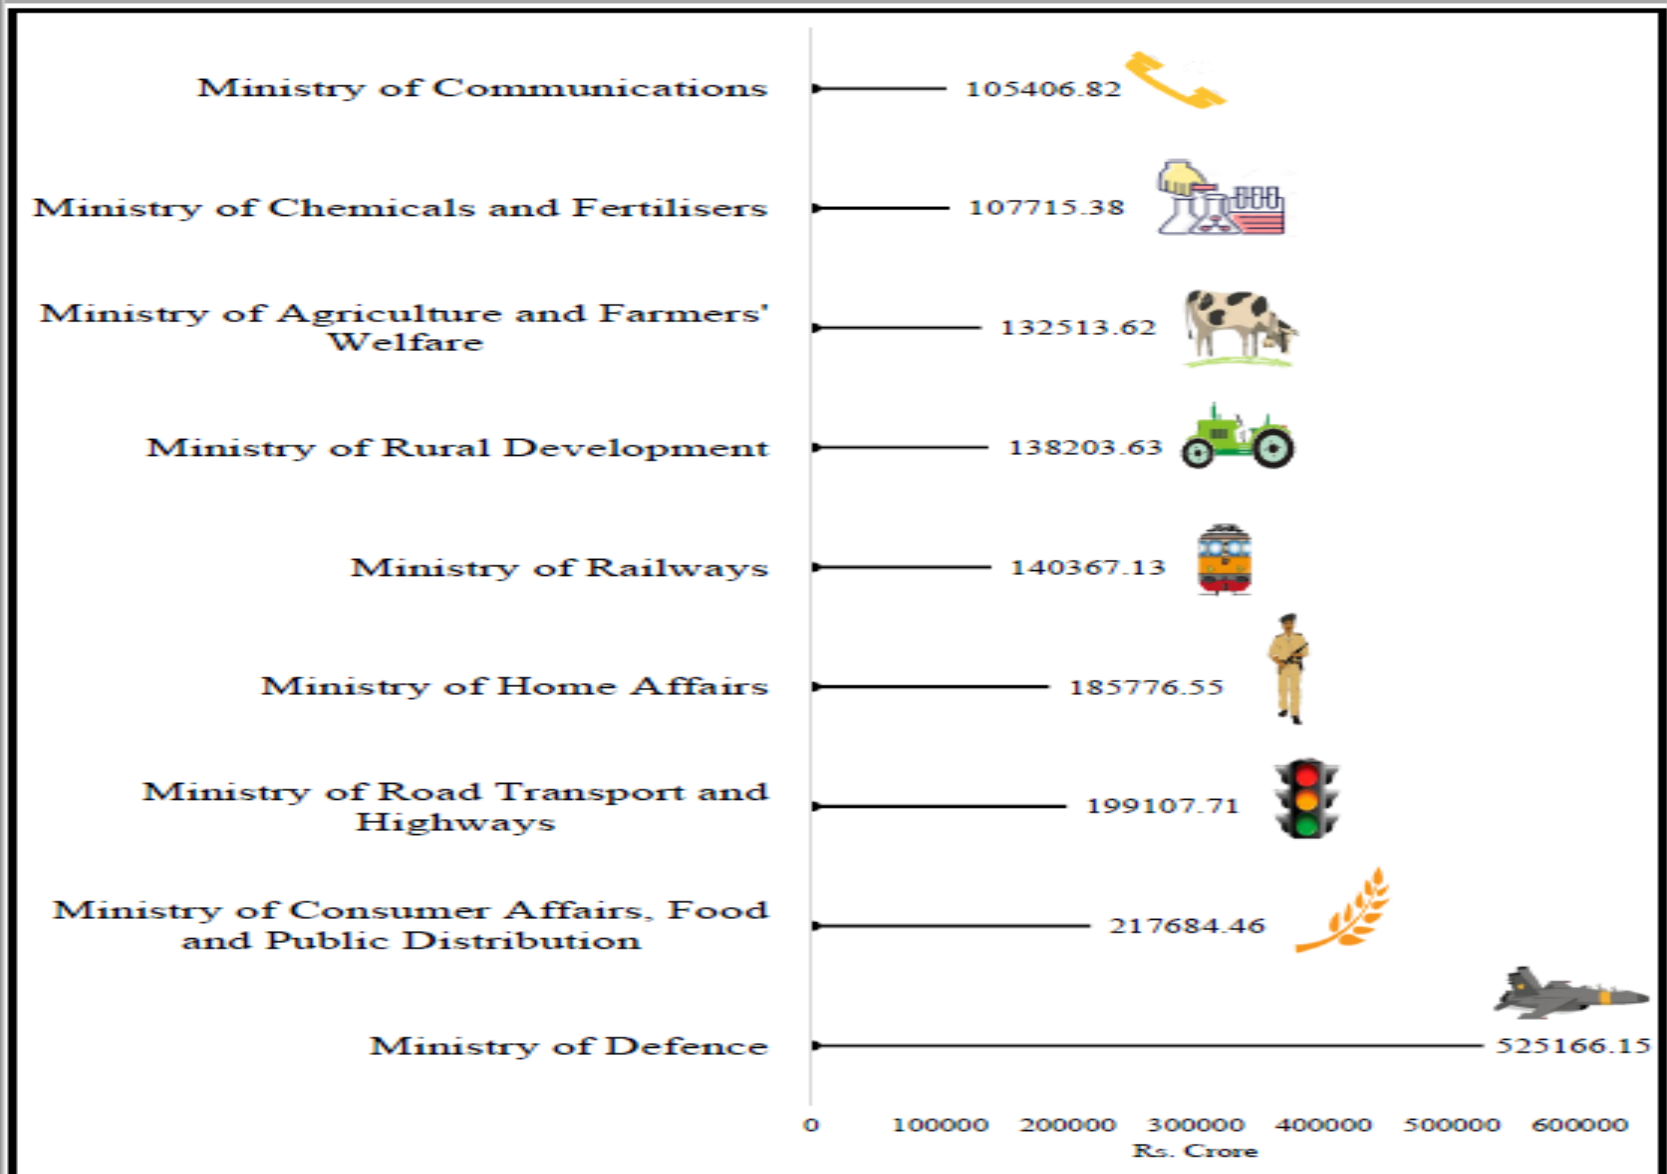 Ministry of Communications 105406.82
Ministry of Chemicals and Fertilisers 107715.38
Ministry of Agriculture and Farmers'
Welfare
132513.62
Ministry of Rural Development 138203.63
Ministry of Railways 140367.13
Ministry of Home Affairs 185776.55
Ministry of Road Transport and
Highways
199107.71
Ministry of Consumer Affairs, Food
and Public Distribution
217684.46
Ministry of Defence 525166.15
0 100000 200000 300000 400000 500000 600000
Rs. Crore